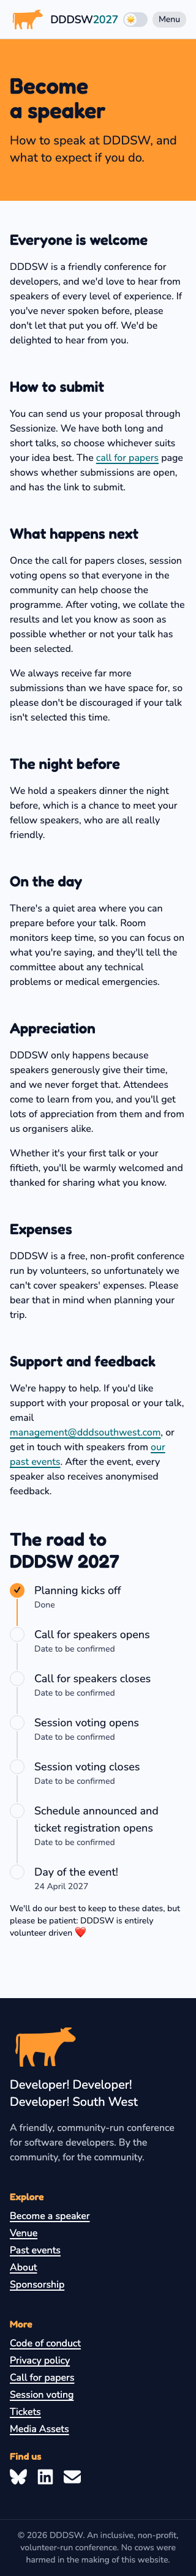 DDDSW2027
Menu
Become
a speaker
How to speak at DDDSW, and
what to expect if you do.
Everyone is welcome
DDDSW is a friendly conference for
developers, and we'd love to hear from
speakers of every level of experience. If
you've never spoken before, please
don't let that put you off. We'd be
delighted to hear from you.
How to submit
You can send us your proposal through
Sessionize. We have both long and
short talks, so choose whichever suits
your idea best. The call for papers page
shows whether submissions are open,
and has the link to submit.
What happens next
Once the call for papers closes, session
voting opens so that everyone in the
community can help choose the
programme. After voting, we collate the
results and let you know as soon as
possible whether or not your talk has
been selected.
We always receive far more
submissions than we have space for, so
please don't be discouraged if your talk
isn't selected this time.
The night before
We hold a speakers dinner the night
before, which is a chance to meet your
fellow speakers, who are all really
friendly.
On the day
There's a quiet area where you can
prepare before your talk. Room
monitors keep time, so you can focus on
what you're saying, and they'll tell the
committee about any technical
problems or medical emergencies.
Appreciation
DDDSW only happens because
speakers generously give their time,
and we never forget that. Attendees
come to learn from you, and you'll get
lots of appreciation from them and from
us organisers alike.
Whether it's your first talk or your
fiftieth, you'll be warmly welcomed and
thanked for sharing what you know.
Expenses
DDDSW is a free, non-profit conference
run by volunteers, so unfortunately we
can't cover speakers' expenses. Please
bear that in mind when planning your
trip.
Support and feedback
We're happy to help. If you'd like
support with your proposal or your talk,
email
management@dddsouthwest.com, or
get in touch with speakers from our
past events. After the event, every
speaker also receives anonymised
feedback.
The road to
DDDSW 2027
Planning kicks off
Done
Call for speakers opens
Date to be confirmed
Call for speakers closes
Date to be confirmed
Session voting opens
Date to be confirmed
Session voting closes
Date to be confirmed
Schedule announced and
ticket registration opens
Date to be confirmed
Day of the event!
24 April 2027
We'll do our best to keep to these dates, but
please be patient: DDDSW is entirely
volunteer driven ❤️
Developer! Developer!
Developer! South West
A friendly, community-run conference
for software developers. By the
community, for the community.
Explore
Become a speaker
Venue
Past events
About
Sponsorship
More
Code of conduct
Privacy policy
Call for papers
Session voting
Tickets
Media Assets
Find us
© 2026 DDDSW. An inclusive, non-profit,
volunteer-run conference. No cows were
harmed in the making of this website.